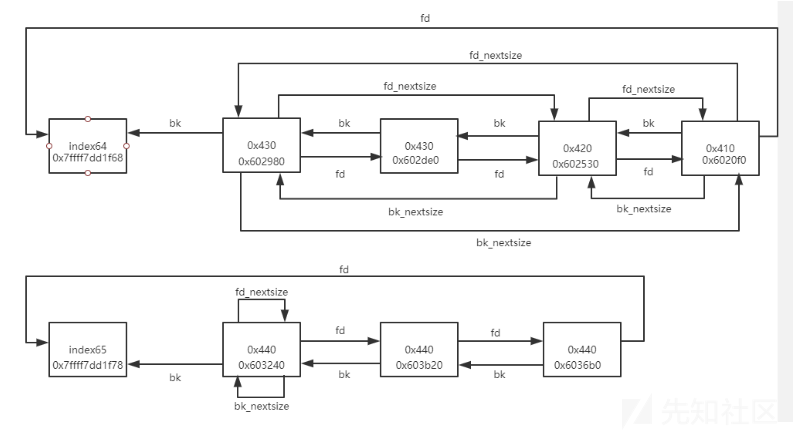 fd
fd_nextsize
fd_nextsize
fd_nextsize
bk
bk
bk
bk
index64
0x7ffff7dd1f68
0x430
0x602980
0x430
0x602de0
0x420
0x602530
0x410
0x6020f0
fd
fd
fd
bk_nextsize
bk_nextsize
bk_nextsize
fd
fd_nextsize
fd
fd
index65
0x7ffff7dd1f78
0x440
0x603240
0x440
0x603b20
0x440
0x6036b0
bk
bk
bk
bk_nextsize
先知社区